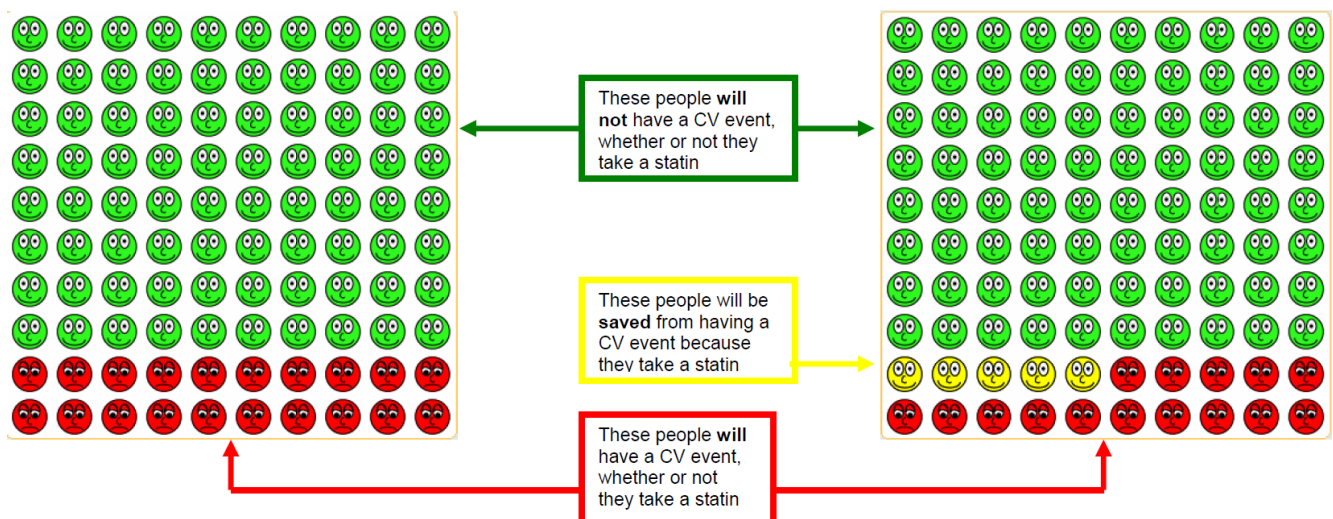 These people will
not have a CV event,
whether or not they
take a statin
These people will be
saved from having a
CV event because
they take a statin
These people will
have a CV event,
whether or not
they take a statin